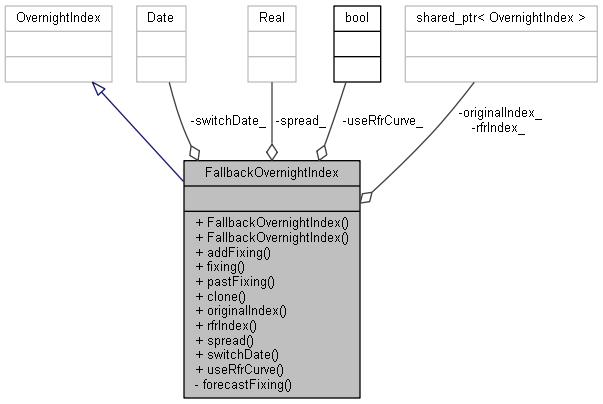 OvernightIndex
Date
Real
bool
shared_ptr< OvernightIndex >
-switchDate_
-spread_
-useRfrCurve_
-originalIndex_
-rfrIndex_
FallbackOvernightIndex
+ FallbackOvernightIndex()
+ FallbackOvernightIndex()
+ addFixing()
+ fixing()
+ pastFixing()
+ clone()
+ originalIndex()
+ rfrIndex()
+ spread()
+ switchDate()
+ useRfrCurve()
- forecastFixing()